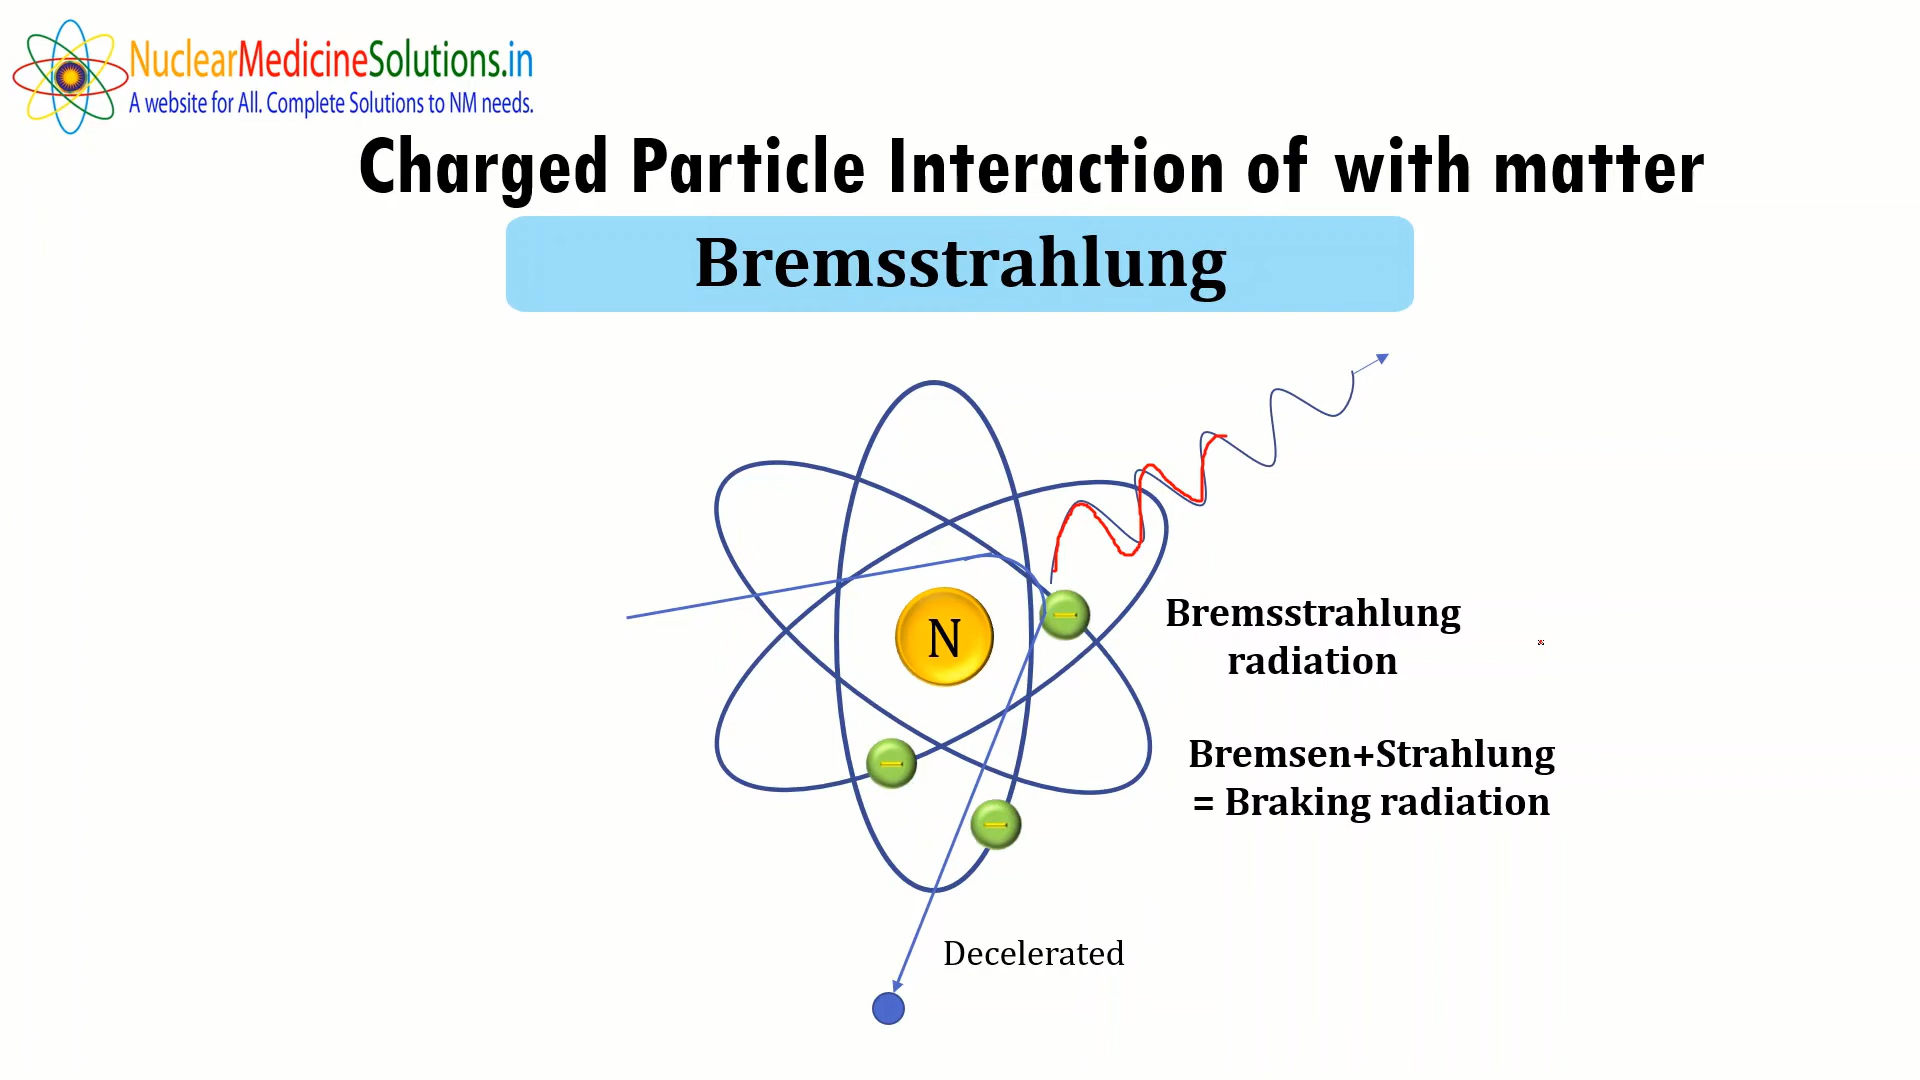 NuclearMedicineSolutions.in
A website for All. Complete Solutions to NM needs.
Charged Particle Interaction of with matter
Bremsstrahlung
N
Bremsstrahlung
radiation
Bremsen+Strahlung
= Braking radiation
Decelerated